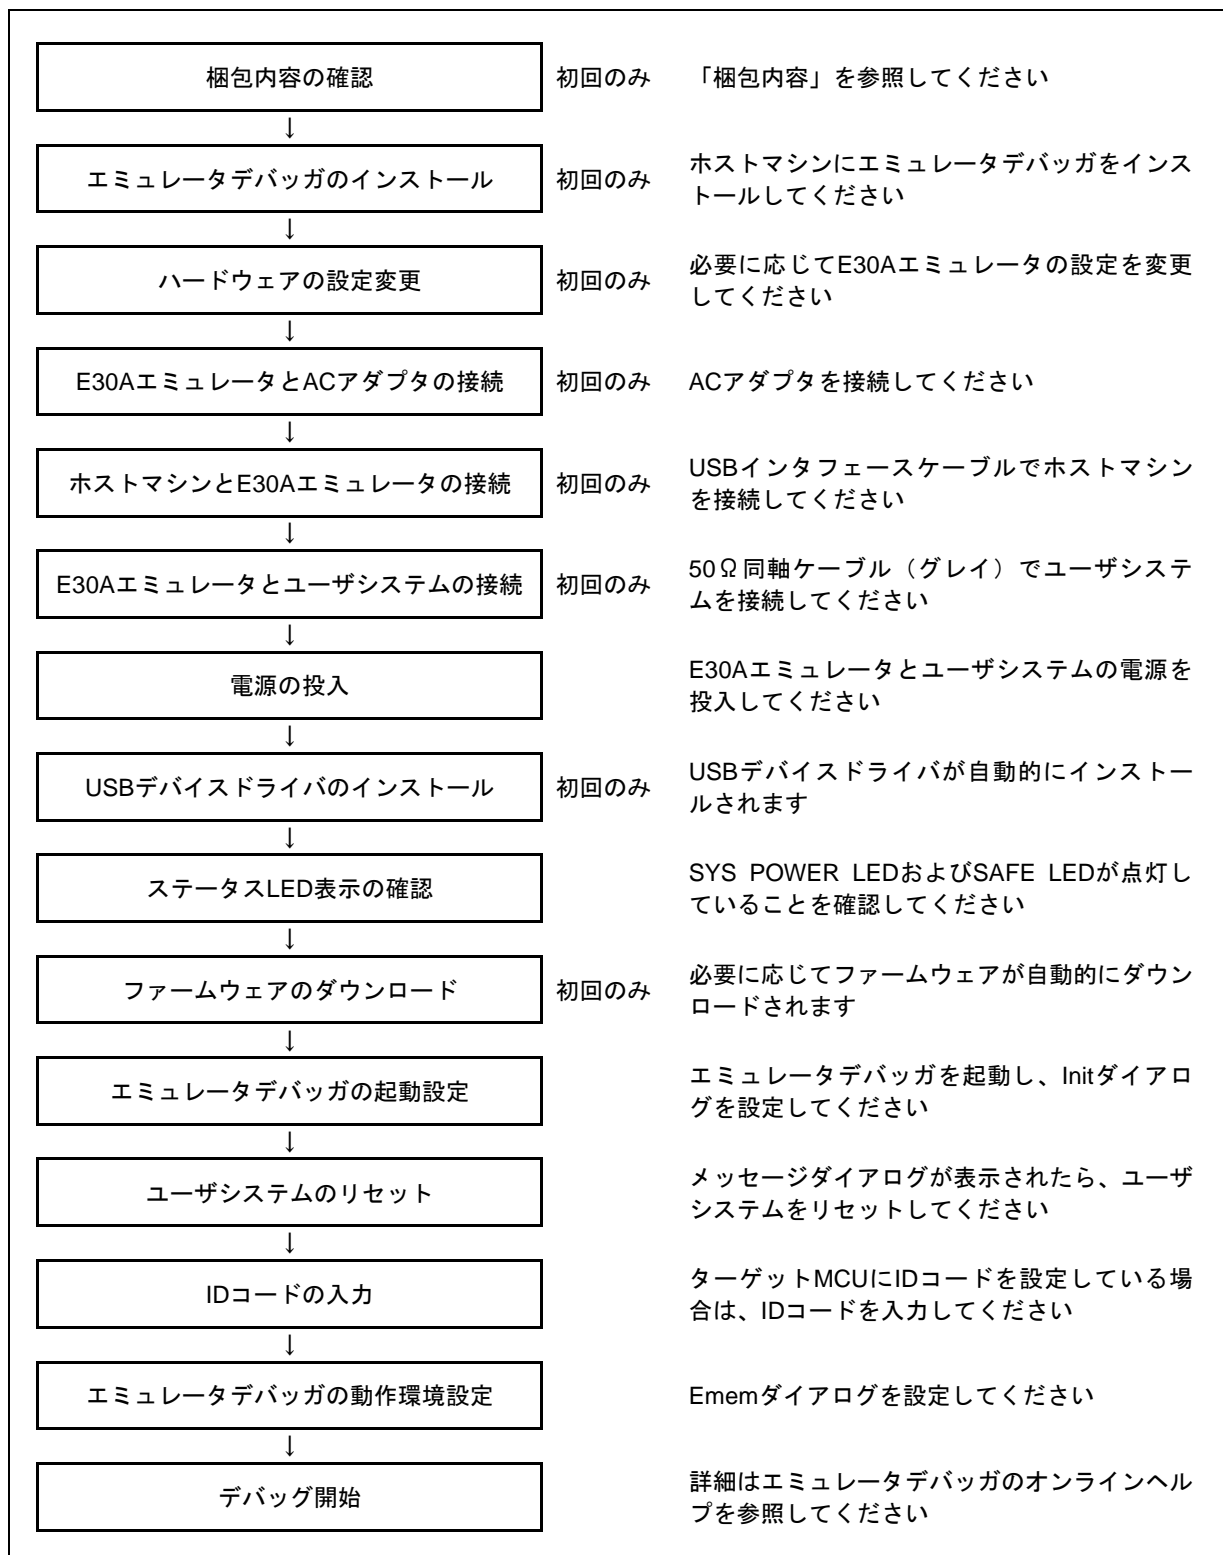 梱包内容の確認 初回のみ 「梱包内容」を参照してください
↓
エミュレータデバッガのインストール 初回のみ ホストマシンにエミュレータデバッガをインス
トールしてください
↓
ハードウェアの設定変更 初回のみ 必要に応じてE30Aエミュレータの設定を変更
してください
↓
E30AエミュレータとACアダプタの接続 初回のみ ACアダプタを接続してください
↓
ホストマシンとE30Aエミュレータの接続 初回のみ USBインタフェースケーブルでホストマシン
を接続してください
↓
E30Aエミュレータとユーザシステムの接続 初回のみ 50Ω同軸ケーブル（グレイ）でユーザシステ
ムを接続してください
↓
電源の投入 E30Aエミュレータとユーザシステムの電源を
投入してください
↓
USBデバイスドライバのインストール 初回のみ USBデバイスドライバが自動的にインストー
ルされます
↓
ステータスLED表示の確認 SYS POWER LEDおよびSAFE LEDが点灯し
ていることを確認してください
↓
ファームウェアのダウンロード 初回のみ 必要に応じてファームウェアが自動的にダウン
ロードされます
↓
エミュレータデバッガの起動設定 エミュレータデバッガを起動し、Initダイアロ
グを設定してください
↓
ユーザシステムのリセット メッセージダイアログが表示されたら、ユーザ
システムをリセットしてください
↓
IDコードの入力 ターゲットMCUにIDコードを設定している場
合は、IDコードを入力してください
↓
エミュレータデバッガの動作環境設定 Ememダイアログを設定してください
↓
デバッグ開始 詳細はエミュレータデバッガのオンラインヘル
プを参照してください